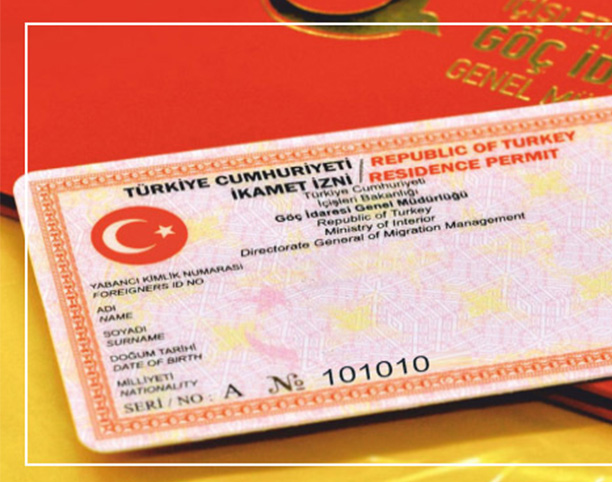 İÇİŞLER
GÖÇ İD
GENEL MÜ
TÜRKİYE CUMHURİYETİ / REPUBLIC OF TURKEY
İKAMET İZNİ / RESIDENCE PERMIT
Türkiye Cumhuriyeti
İçişleri Bakanlığı
Göç İdaresi Genel Müdürlüğü
Republic of Turkey
Ministry of Interior
Directorate General of Migration Management
YABANCI KİMLİK NUMARASI
FOREIGNERS ID NO
ADI
NAME
SOYADI
SURNAME
DOĞUM TARİHİ
DATE OF BIRTH
MİLLİYETİ
NATIONALITY
SERİ / NO : A № 101010